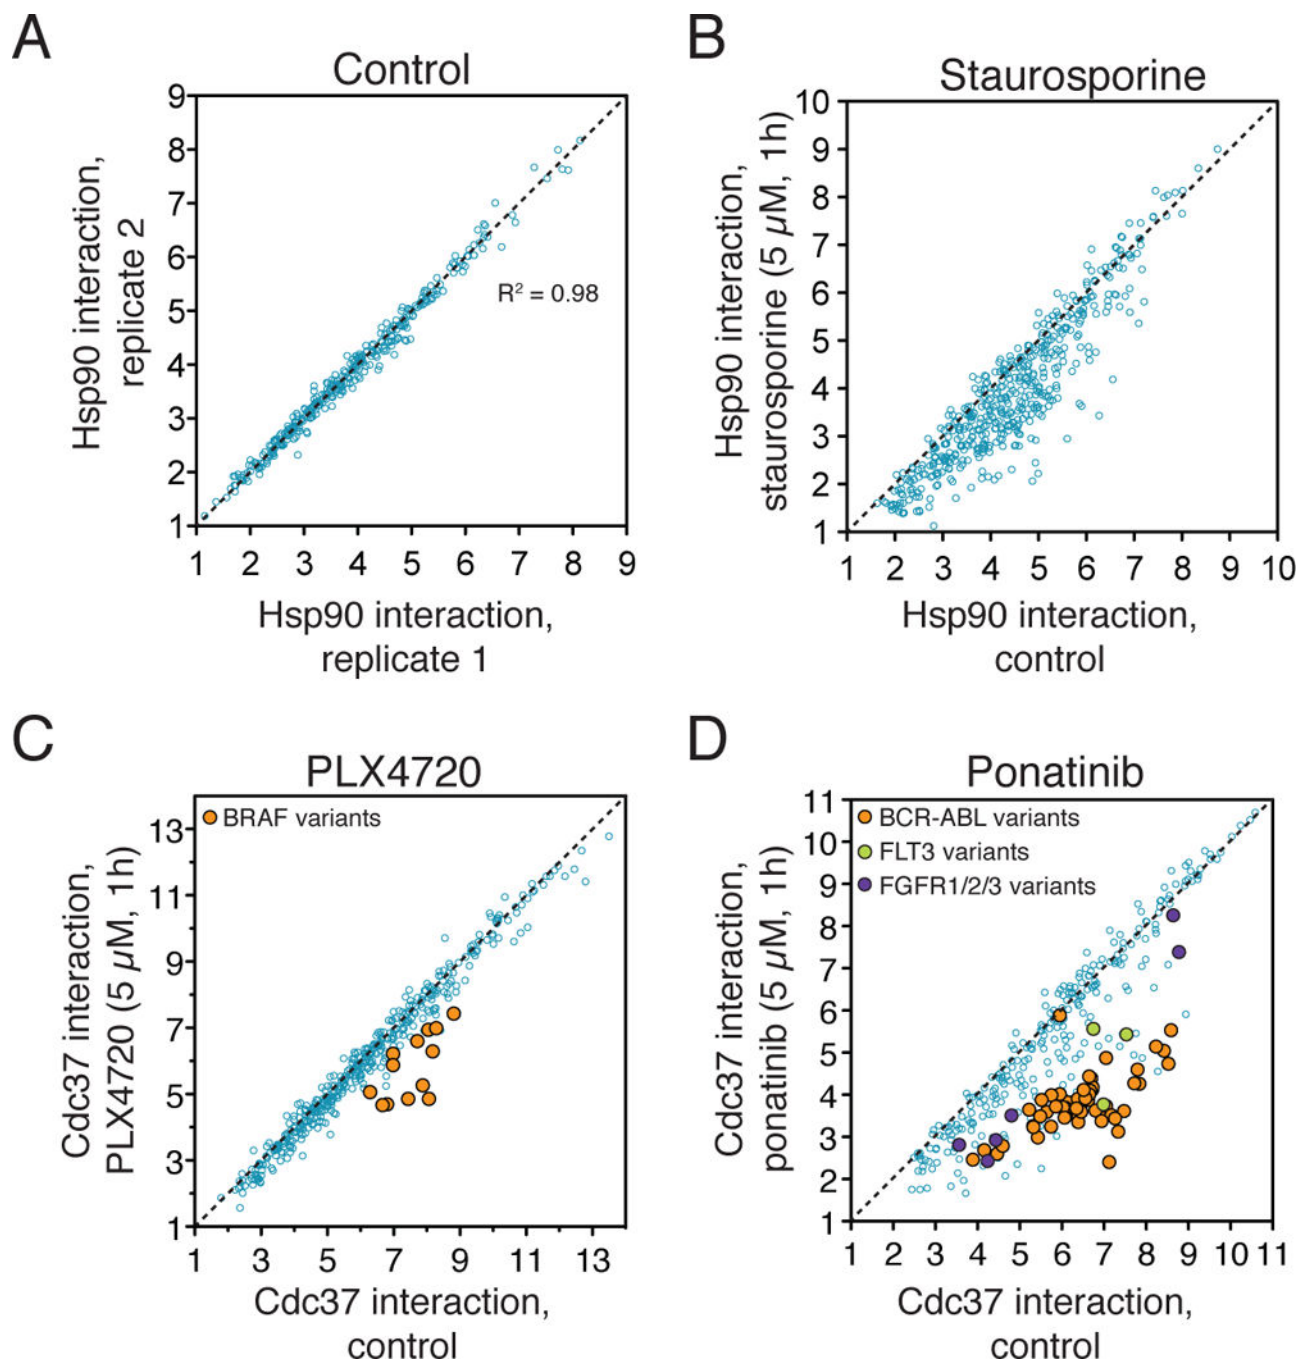 A
Control
Hsp90 interaction,
replicate 2
9
8
7
6
5
4
3
2
1
R² = 0.98
1 2 3 4 5 6 7 8 9
Hsp90 interaction,
replicate 1
B
Staurosporine
Hsp90 interaction,
staurosporine (5 µM, 1h)
10
9
8
7
6
5
4
3
2
1
1 2 3 4 5 6 7 8 9 10
Hsp90 interaction,
control
C
PLX4720
Cdc37 interaction,
PLX4720 (5 µM, 1h)
BRAF variants
13
11
9
7
5
3
1
1 3 5 7 9 11 13
Cdc37 interaction,
control
D
Ponatinib
Cdc37 interaction,
ponatinib (5 µM, 1h)
BCR-ABL variants
FLT3 variants
FGFR1/2/3 variants
11
10
9
8
7
6
5
4
3
2
1
1 2 3 4 5 6 7 8 9 10 11
Cdc37 interaction,
control